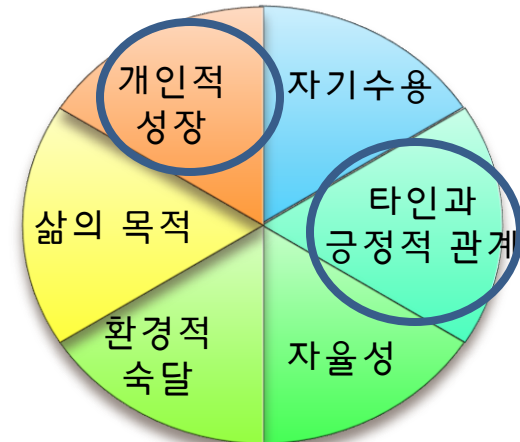 개인적
성장
자기수용
타인과
긍정적 관계
삶의 목적
환경적
숙달
자율성